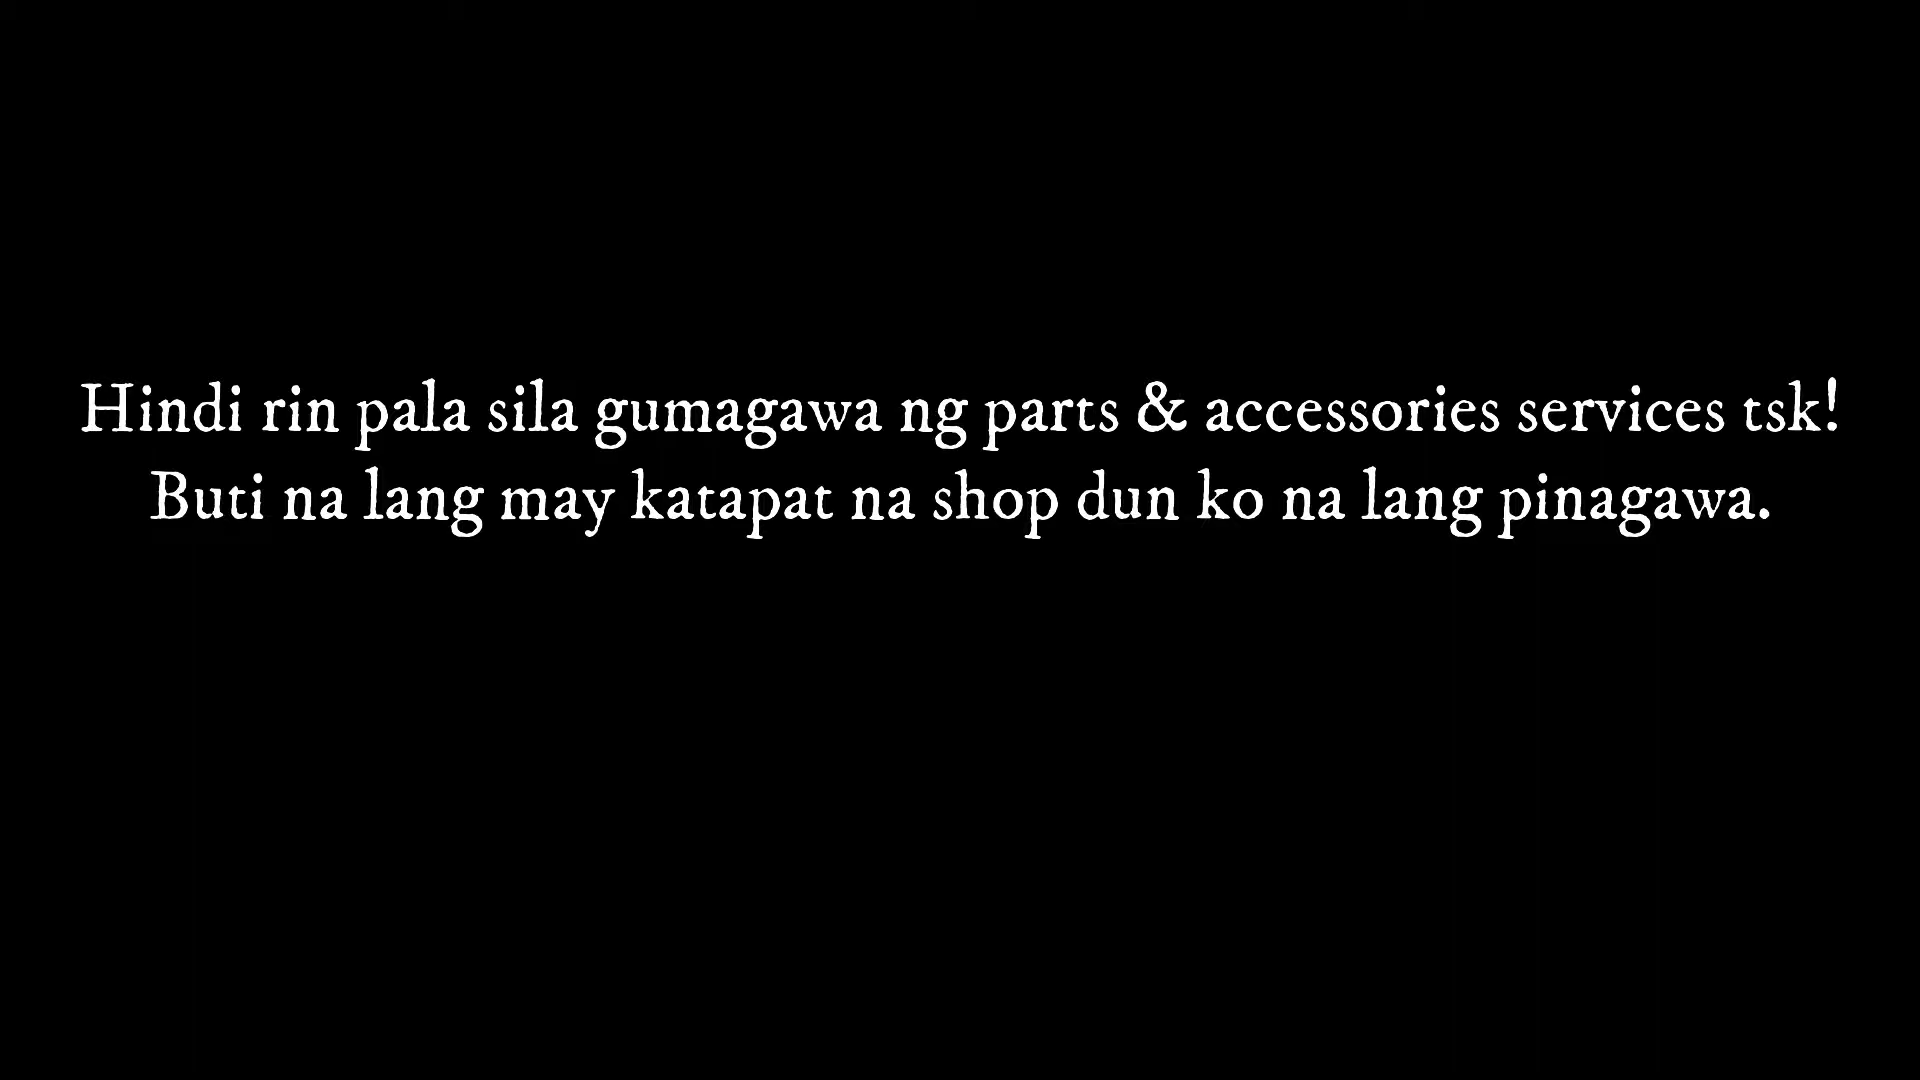 Hindi rin pala sila gumagawa ng parts & accessories services tsk!
Buti na lang may katapat na shop dun ko na lang pinagawa.